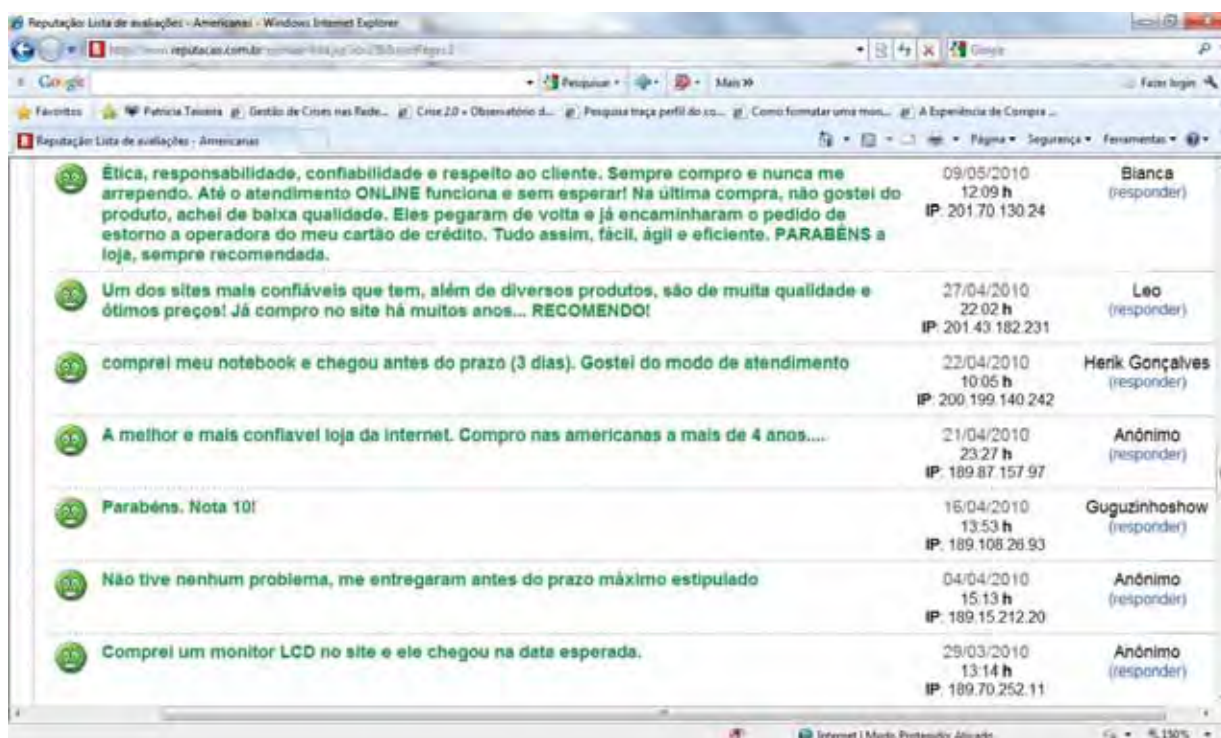 Reputação: Lista de avaliações - Americanas - Windows Internet Explorer
Google
Google Pesquisar Mais » Fazer login
Favoritos Patricia Teixeira Gestão de Crises nas Rede... Crise 2.0 « Observatório d... Pesquisa traça perfil do co... Como formatar uma mon... A Experiência de Compra ...
Reputação: Lista de avaliações - Americanas Página Segurança Ferramentas
Ética, responsabilidade, confiabilidade e respeito ao cliente. Sempre compro e nunca me
arrependo. Até o atendimento ONLINE funciona e sem esperar! Na última compra, não gostei do
produto, achei de baixa qualidade. Eles pegaram de volta e já encaminharam o pedido de
estorno a operadora do meu cartão de crédito. Tudo assim, fácil, ágil e eficiente. PARABÉNS a
loja, sempre recomendada.
09/05/2010
12:09 h
IP: 201.70.130.24
Bianca
(responder)
Um dos sites mais confiáveis que tem, além de diversos produtos, são de muita qualidade e
ótimos preços! Já compro no site há muitos anos... RECOMENDO!
27/04/2010
22:02 h
IP: 201.43.182.231
Leo
(responder)
comprei meu notebook e chegou antes do prazo (3 dias). Gostei do modo de atendimento
22/04/2010
10:05 h
IP: 200.199.140.242
Herik Gonçalves
(responder)
A melhor e mais confiavel loja da internet. Compro nas americanas a mais de 4 anos....
21/04/2010
23:27 h
IP: 189.87.157.97
Anônimo
(responder)
Parabéns. Nota 10!
16/04/2010
13:53 h
IP: 189.108.26.93
Guguzinhoshow
(responder)
Não tive nenhum problema, me entregaram antes do prazo máximo estipulado
04/04/2010
15:13 h
IP: 189.15.212.20
Anônimo
(responder)
Comprei um monitor LCD no site e ele chegou na data esperada.
29/03/2010
13:14 h
IP: 189.70.252.11
Anônimo
(responder)
Internet | Modo Protegido: Ativado 150%